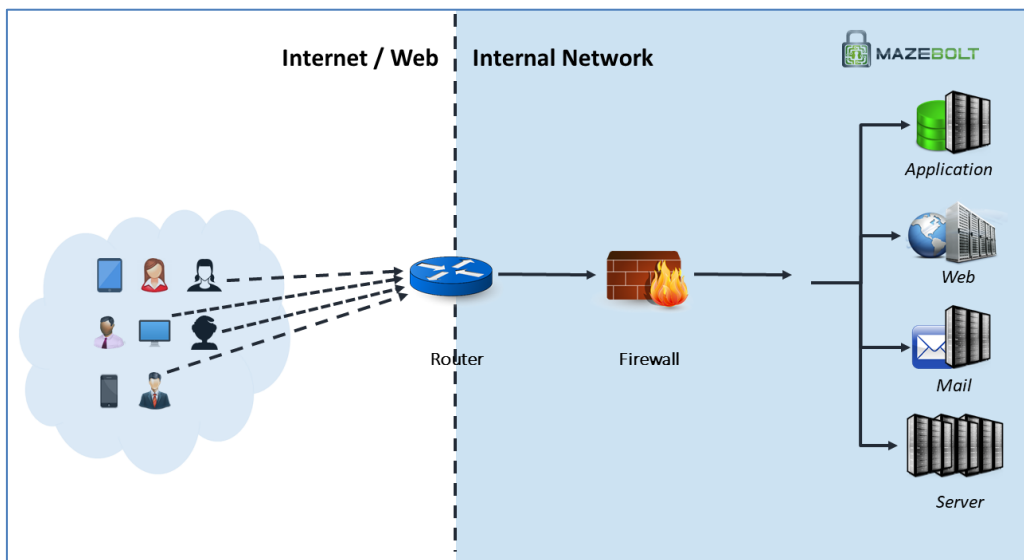 Internet / Web
Internal Network
MAZEBOLT
Application
Web
Router
Firewall
Mail
Server